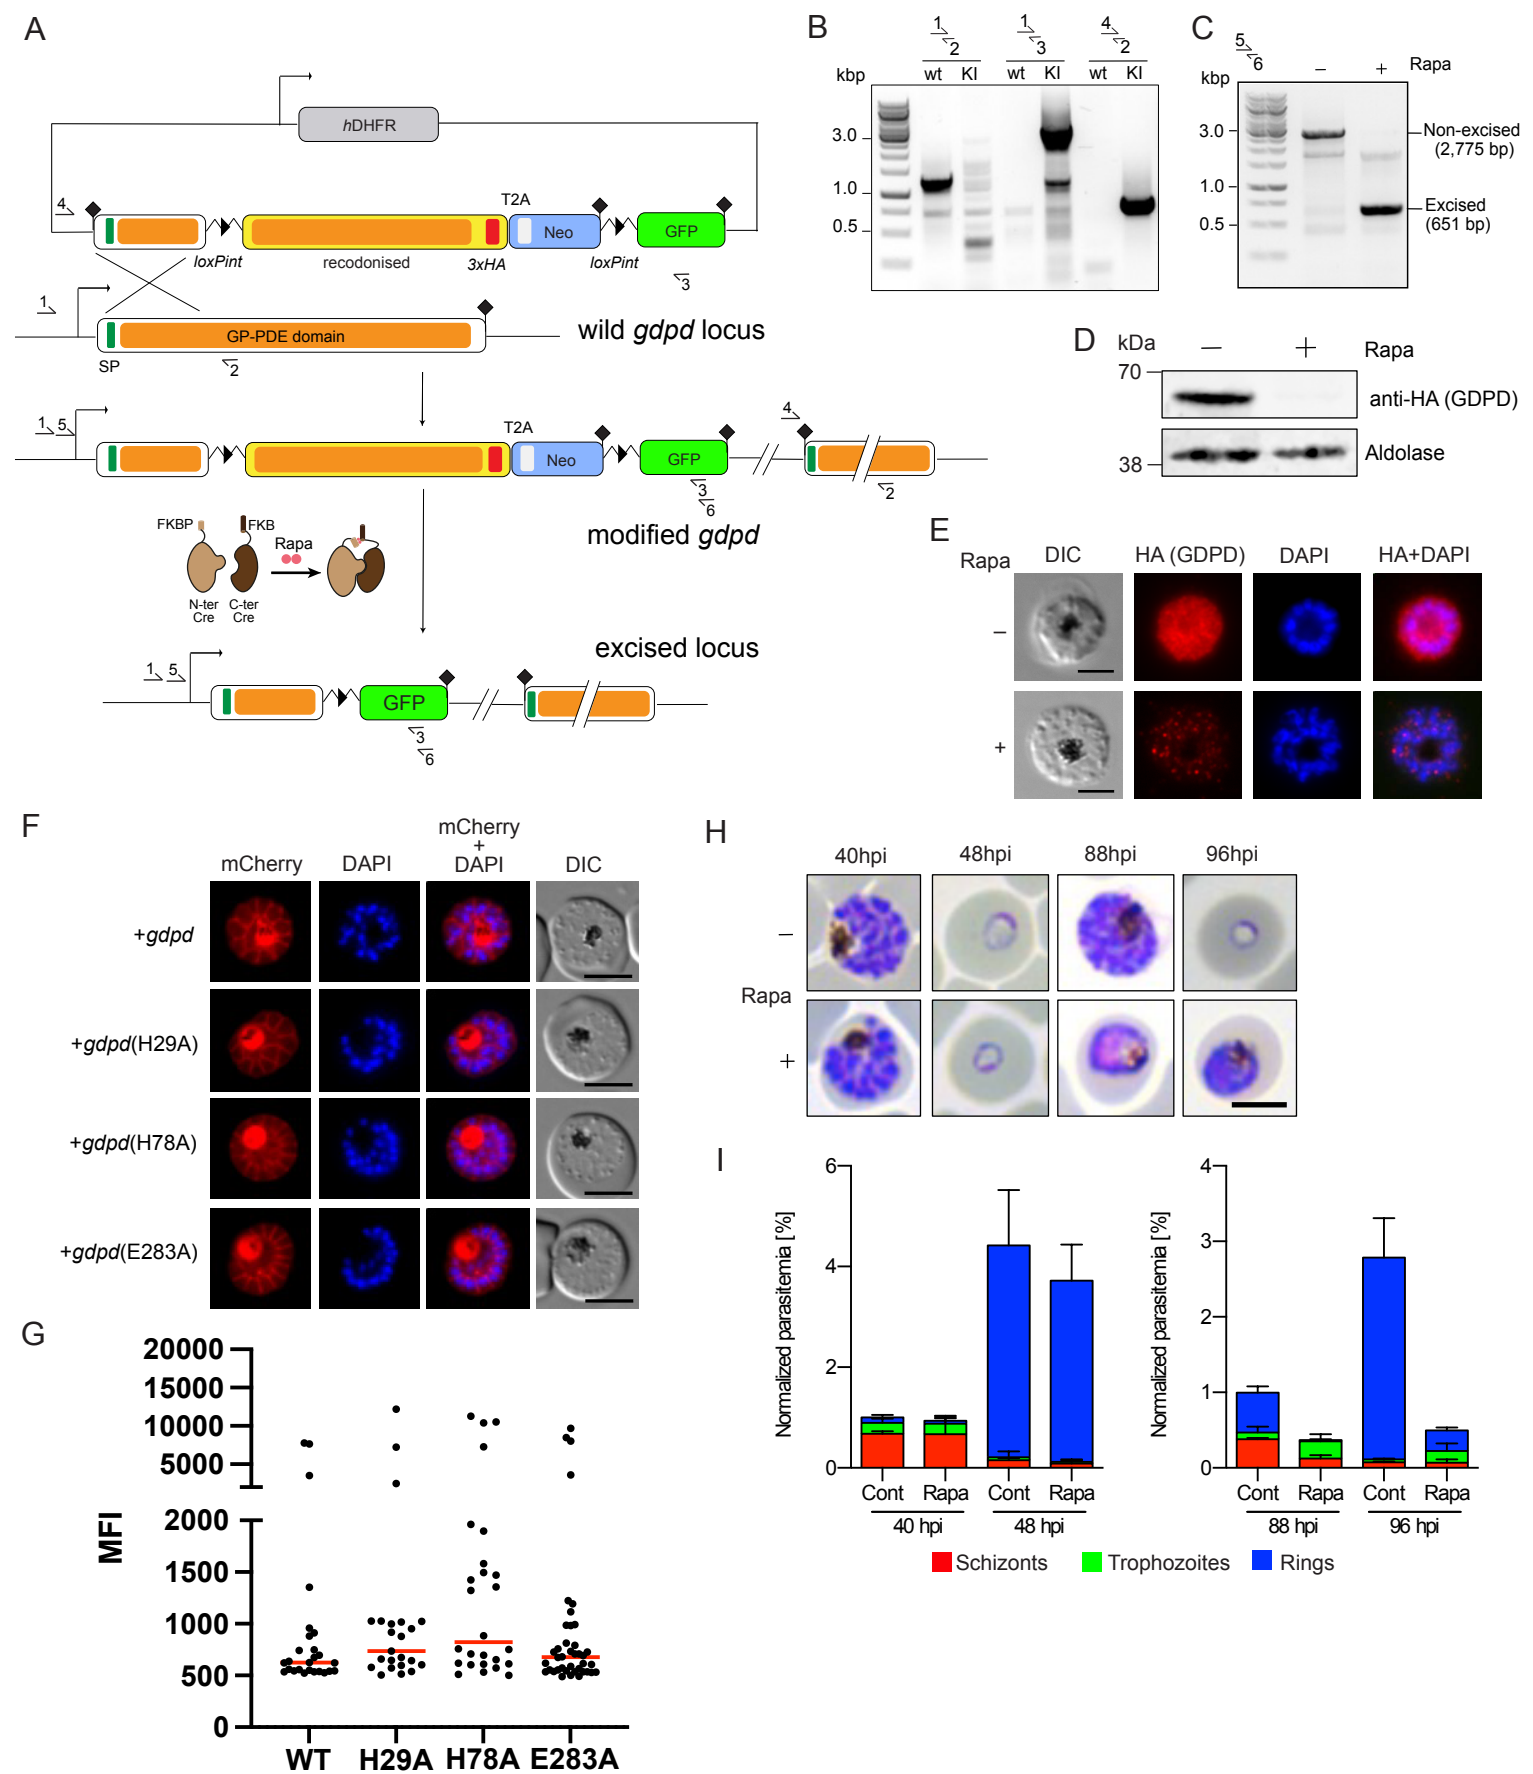 A
hDHFR
4
T2A
Neo
GFP
loxPint
recodonised
3xHA
loxPint
3
1
GP-PDE domain
wild gdpd locus
SP
2
1
5
T2A
4
Neo
GFP
3
6
2
modified gdpd
FKBP
FKB
Rapa
N-ter
Cre
C-ter
Cre
excised locus
1
5
GFP
3
6
B
1
2
1
3
4
2
kbp
wt
KI
wt
KI
wt
KI
3.0
1.0
0.5
C
5
6
–
+
Rapa
kbp
3.0
1.0
0.5
Non-excised
(2,775 bp)
Excised
(651 bp)
D
kDa
–
+
Rapa
70
anti-HA (GDPD)
38
Aldolase
E
Rapa
DIC
HA (GDPD)
DAPI
HA+DAPI
–
+
F
mCherry
DAPI
mCherry
+
DAPI
DIC
+gdpd
+gdpd(H29A)
+gdpd(H78A)
+gdpd(E283A)
G
MFI
20000
15000
10000
5000
2000
1500
1000
500
0
WT
H29A
H78A
E283A
H
40hpi
48hpi
88hpi
96hpi
–
Rapa
+
I
Normalized parasitemia [%]
6
4
2
0
Cont
Rapa
Cont
Rapa
40 hpi
48 hpi
Normalized parasitemia [%]
4
3
2
1
0
Cont
Rapa
Cont
Rapa
88 hpi
96 hpi
Schizonts
Trophozoites
Rings